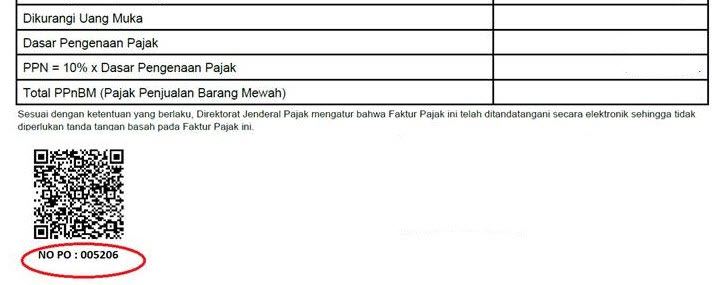 Dikurangi Uang Muka
Dasar Pengenaan Pajak
PPN = 10% x Dasar Pengenaan Pajak
Total PPnBM (Pajak Penjualan Barang Mewah)
Sesuai dengan ketentuan yang berlaku, Direktorat Jenderal Pajak mengatur bahwa Faktur Pajak ini telah ditandatangani secara elektronik sehingga tidak
diperlukan tanda tangan basah pada Faktur Pajak ini.
NO PO : 005206